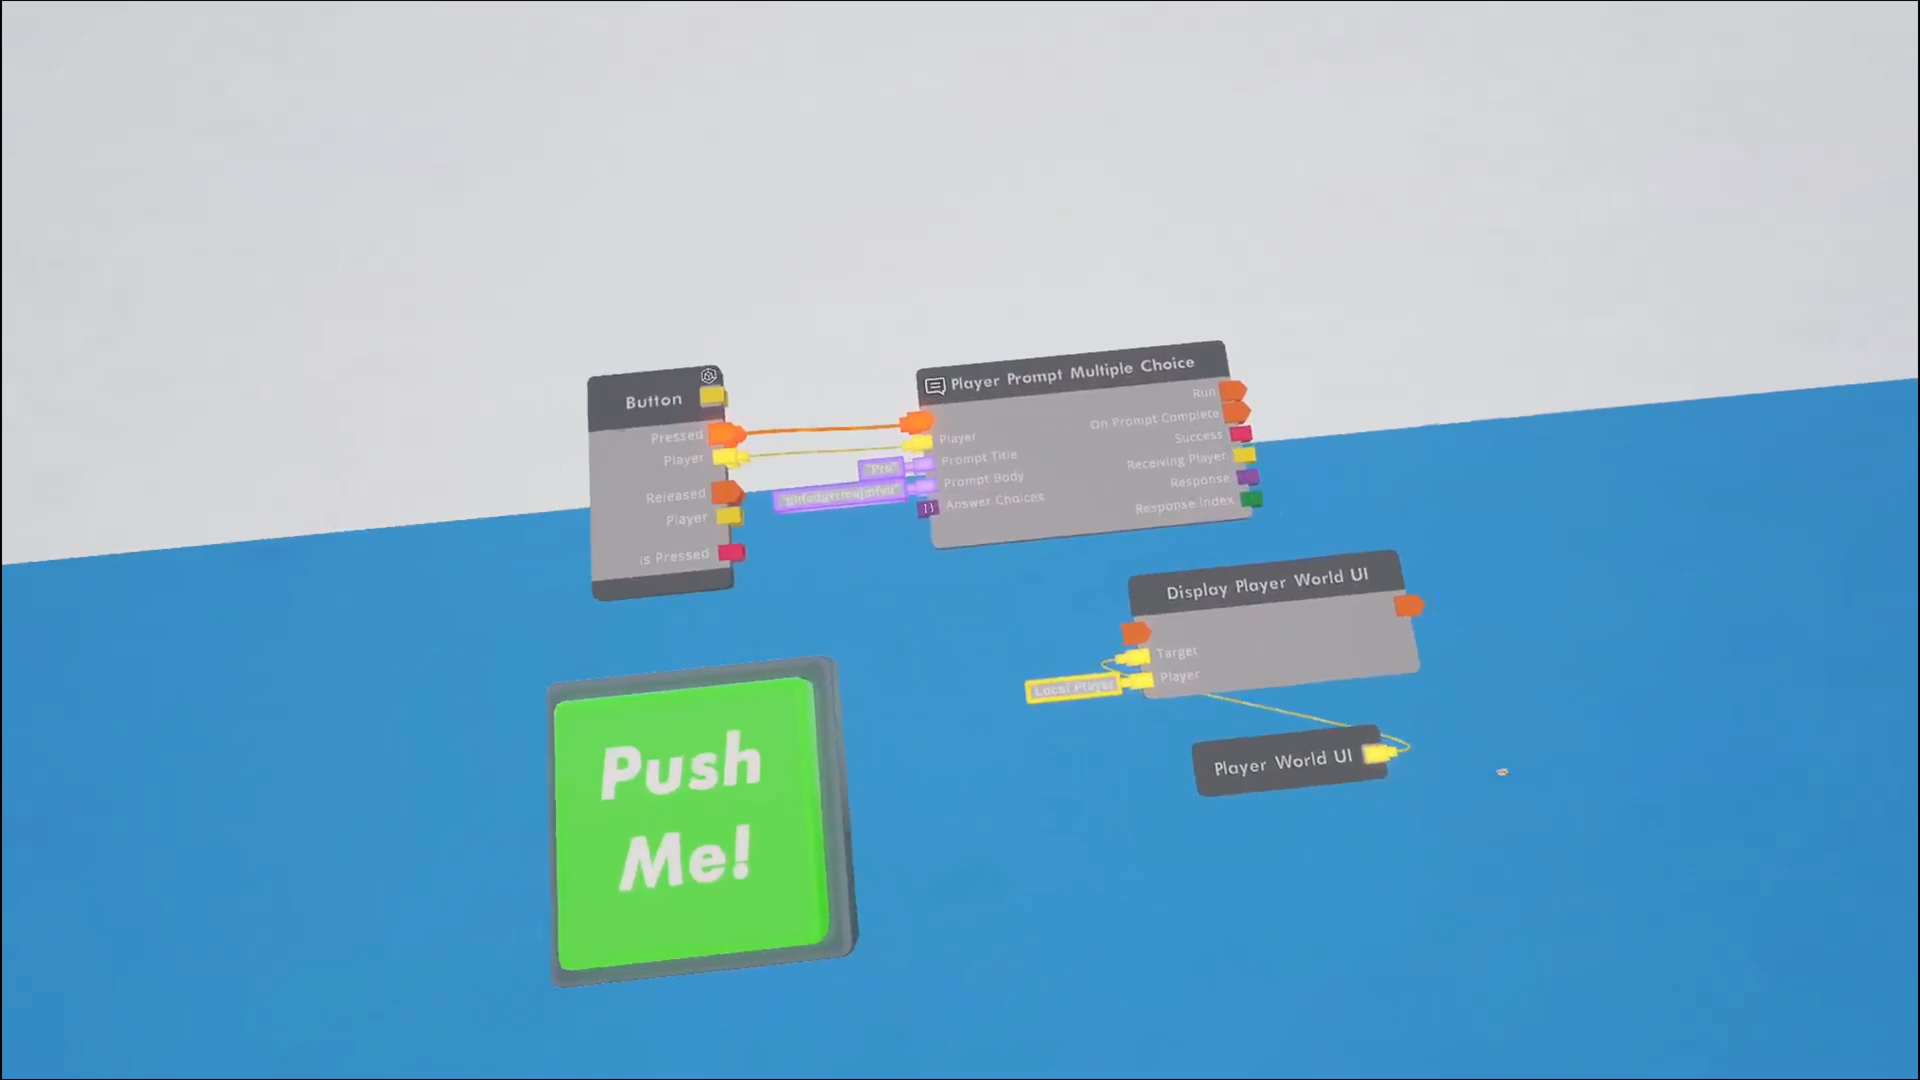 Button
Pressed
Player
Released
Player
Is Pressed
Player Prompt Multiple Choice
Run
On Prompt Complete
Success
Receiving Player
Response
Response Index
Player
Prompt Title
Prompt Body
Answer Choices
"Pro"
Display Player World UI
Target
Player
Local Player
Player World UI
Push
Me!